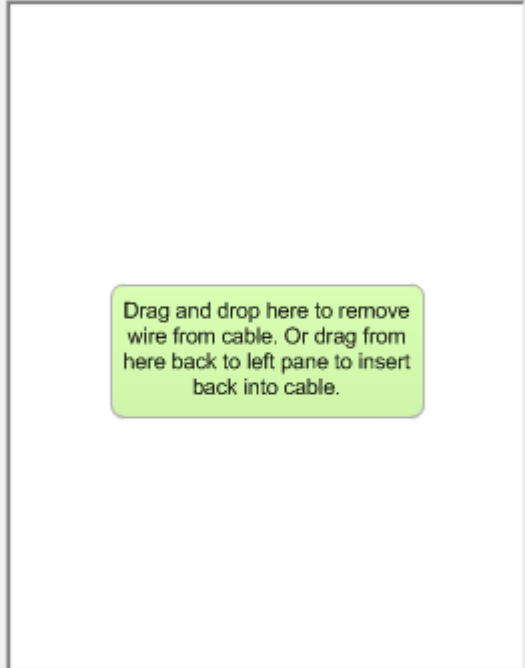 Drag and drop here to remove
wire from cable. Or drag from
here back to left pane to insert
back into cable.